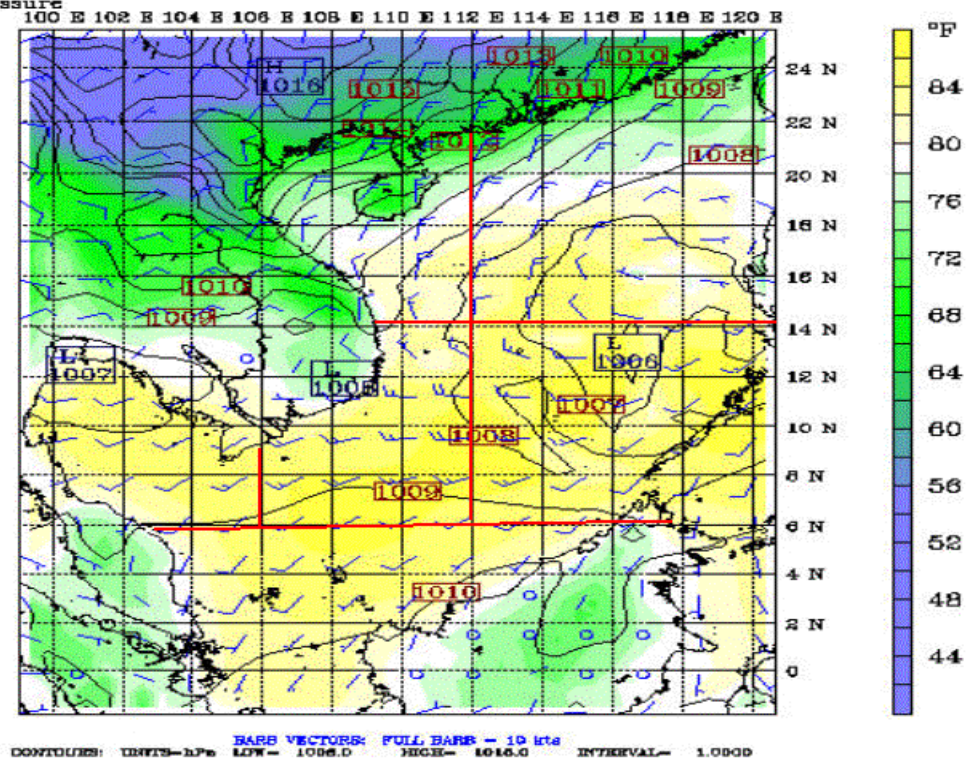 ssure
100 E 102 E 104 E 106 E 108 E 110 E 112 E 114 E 116 E 118 E 120 E
°F
1013 1010
H 24 N
1016 1015 1011 1009 84
22 N
80
1008
20 N
76
18 N
72
16 N
1010
1009 68
14 N
L L
1007 L 1006 64
12 N
1007
10 N 60
1008
56
8 N
1009
6 N 52
4 N
1010 48
2 N
44
0
BARB VECTORS: FULL BARB = 10 kts
CONTOURS: UNITS=hPa LOW= 1006.0 HIGH= INTERVAL= 1.0000